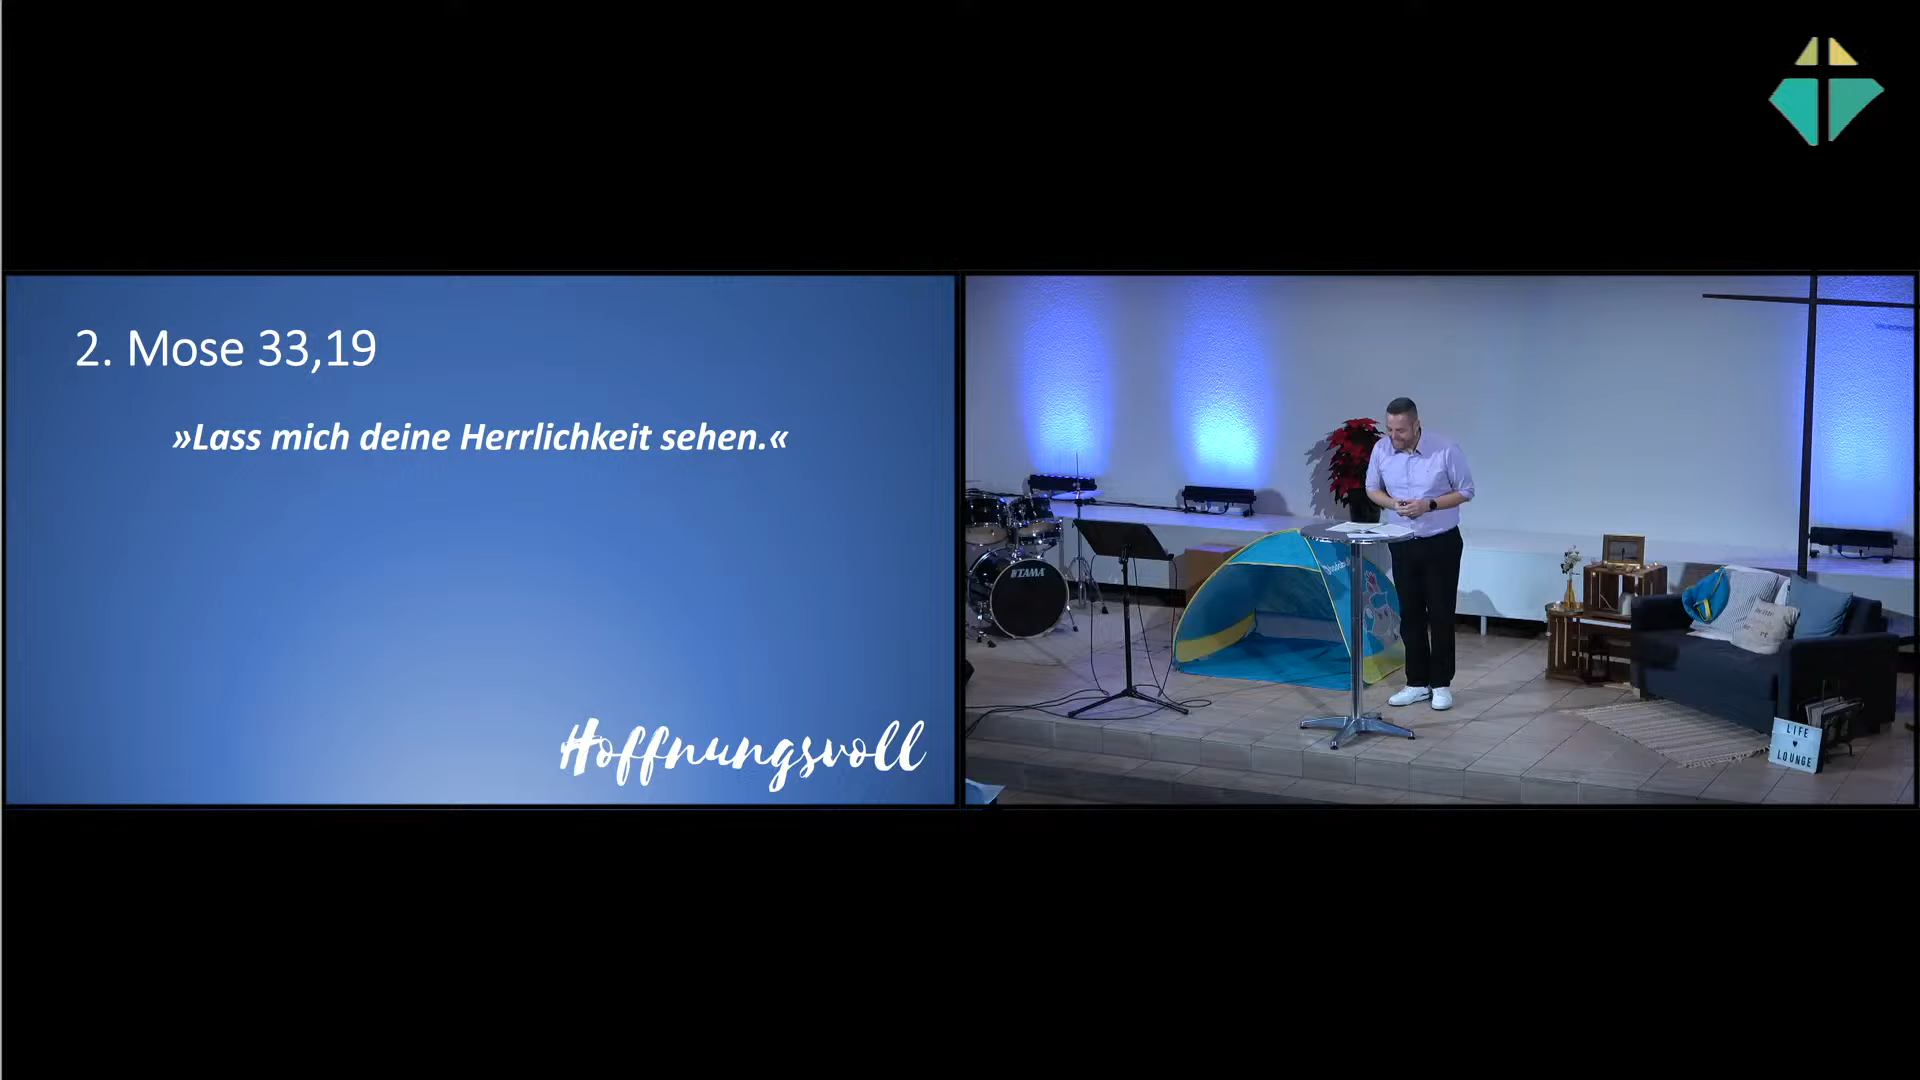 2. Mose 33,19
»Lass mich deine Herrlichkeit sehen.«
Hoffnungsvoll
TAMA
LIFE
♥
LOUNGE